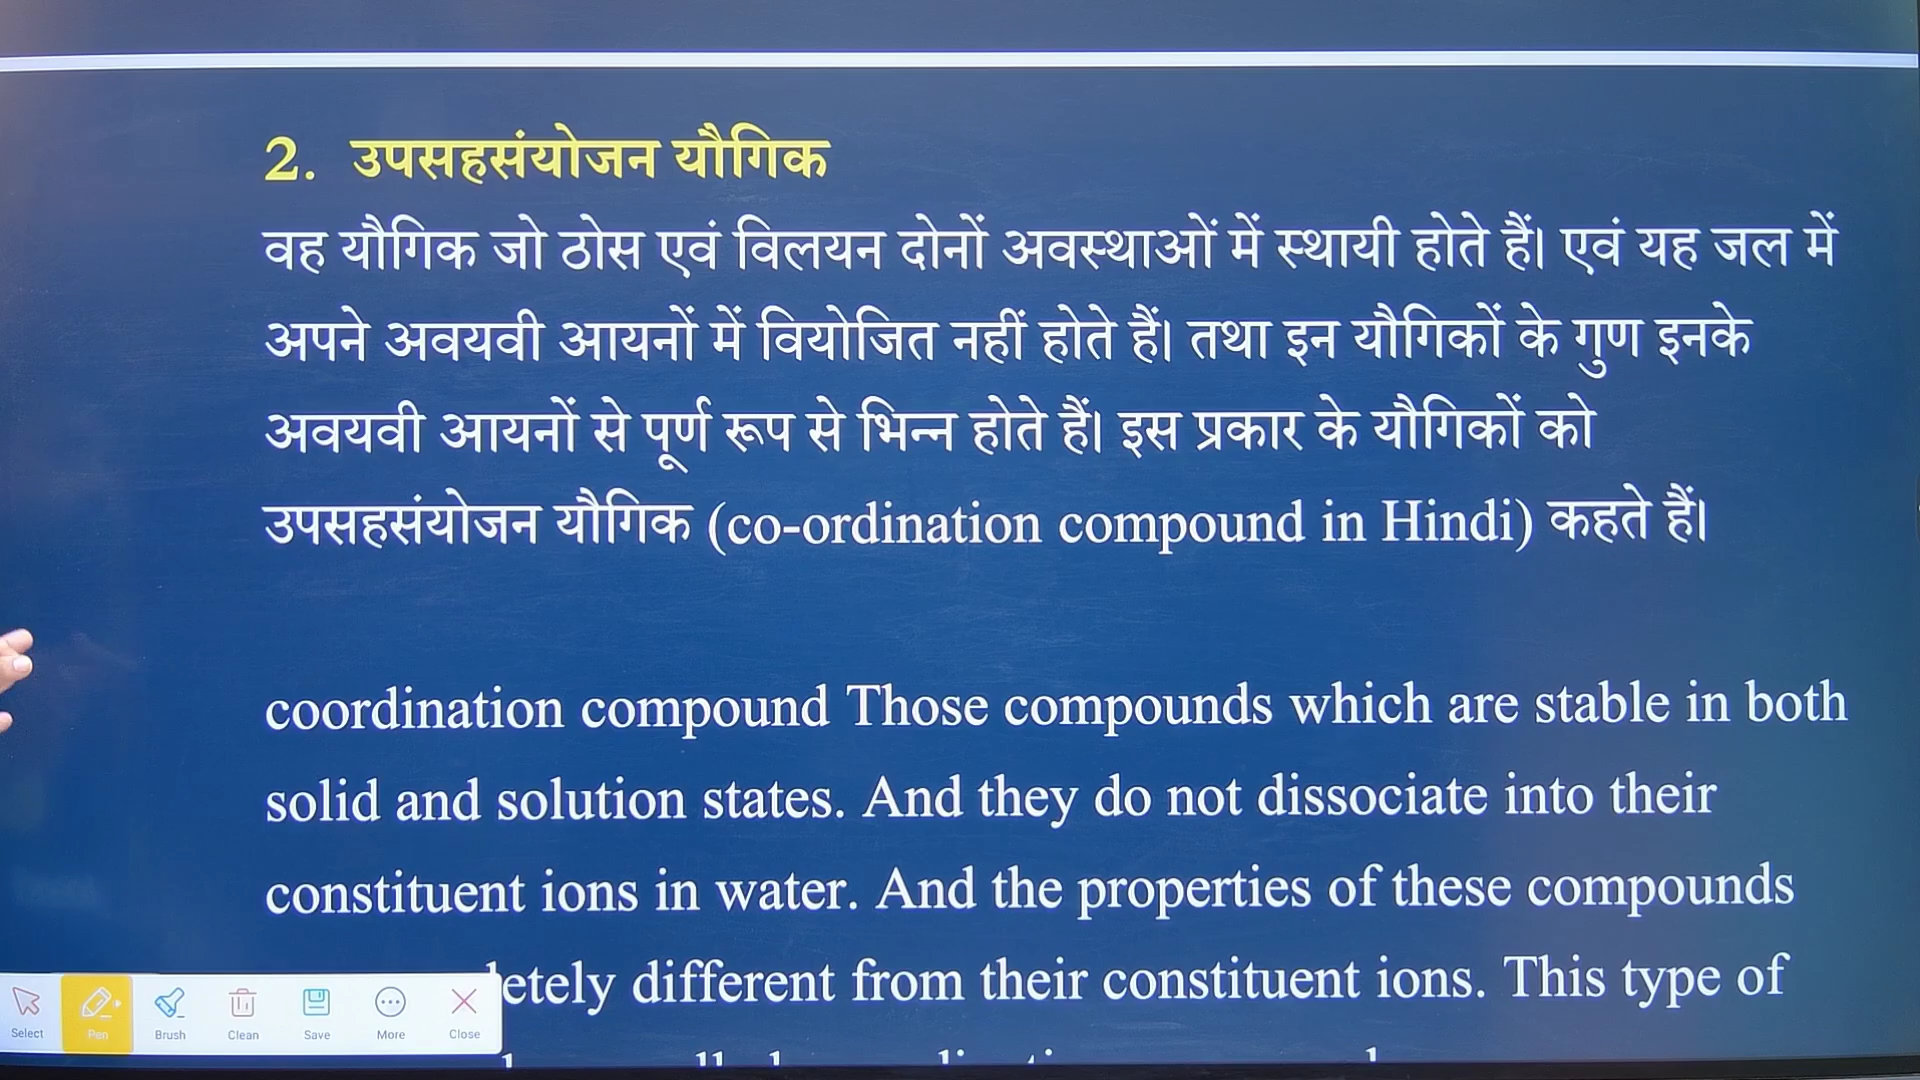 2. उपसहसंयोजन यौगिक
वह यौगिक जो ठोस एवं विलयन दोनों अवस्थाओं में स्थायी होते हैं। एवं यह जल में
अपने अवयवी आयनों में वियोजित नहीं होते हैं। तथा इन यौगिकों के गुण इनके
अवयवी आयनों से पूर्ण रूप से भिन्न होते हैं। इस प्रकार के यौगिकों को
उपसहसंयोजन यौगिक (co-ordination compound in Hindi) कहते हैं।
coordination compound Those compounds which are stable in both
solid and solution states. And they do not dissociate into their
constituent ions in water. And the properties of these compounds
different from their constituent ions. This type of
Select Pen Brush Clean Save More Close